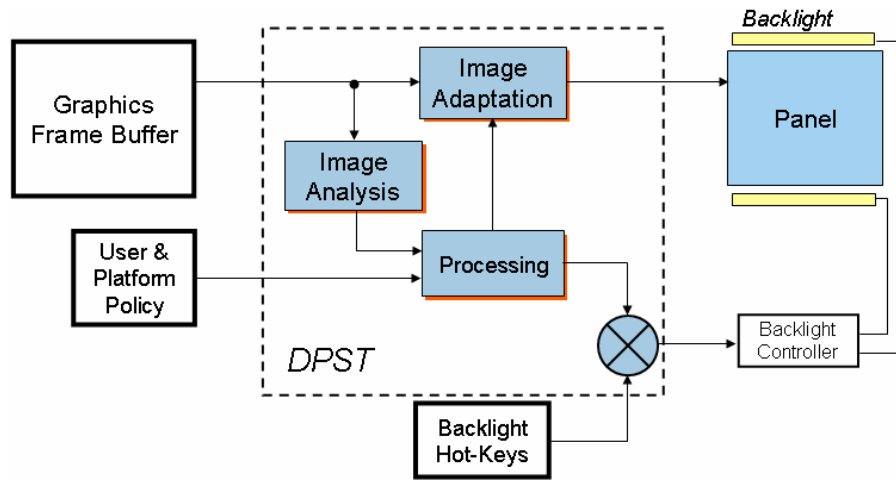 Backlight
Graphics
Frame Buffer
Image
Adaptation
Panel
Image
Analysis
User &
Platform
Policy
Processing
DPST
Backlight
Controller
Backlight
Hot-Keys